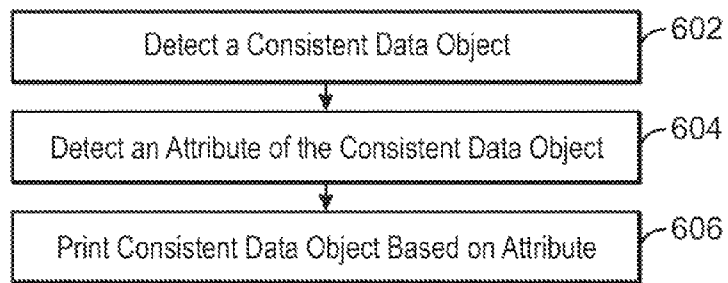 Detect a Consistent Data Object
602
Detect an Attribute of the Consistent Data Object
604
Print Consistent Data Object Based on Attribute
606